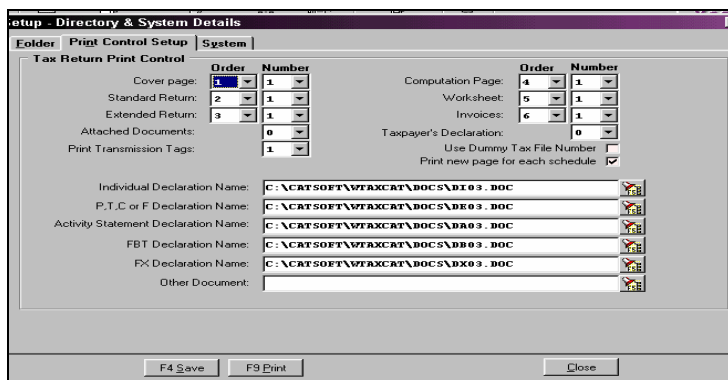 etup - Directory & System Details
Folder Print Control Setup System
Tax Return Print Control
Order Number Order Number
Cover page: 1 1 Computation Page: 4 1
Standard Return: 2 1 Worksheet: 5 1
Extended Return: 3 1 Invoices: 6 1
Attached Documents: 0 Taxpayer's Declaration: 0
Print Transmission Tags: 1 Use Dummy Tax File Number
Print new page for each schedule
Individual Declaration Name: C:\CATSOFT\WTAXCAT\DOCS\DI03.DOC
P,T,C or F Declaration Name: C:\CATSOFT\WTAXCAT\DOCS\DE03.DOC
Activity Statement Declaration Name: C:\CATSOFT\WTAXCAT\DOCS\DA03.DOC
FBT Declaration Name: C:\CATSOFT\WTAXCAT\DOCS\DB03.DOC
FX Declaration Name: C:\CATSOFT\WTAXCAT\DOCS\DX03.DOC
Other Document:
F4 Save F9 Print Close